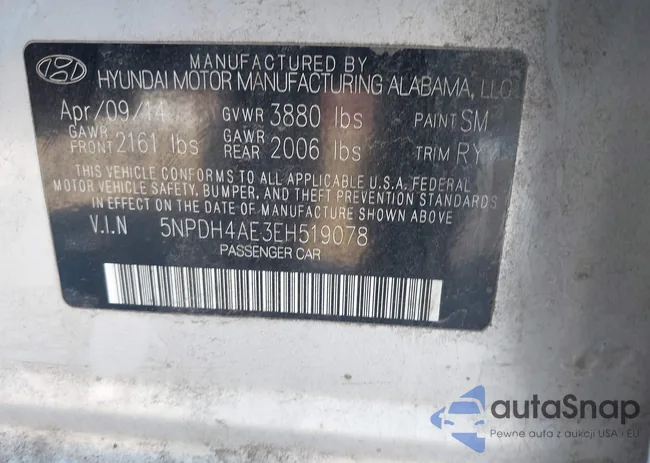 MANUFACTURED BY
HYUNDAI MOTOR MANUFACTURING ALABAMA, LLC
Apr/09/14 GVWR 3880 lbs PAINT SM
GAWR FRONT 2161 lbs GAWR REAR 2006 lbs TRIM RY
THIS VEHICLE CONFORMS TO ALL APPLICABLE U.S.A. FEDERAL
MOTOR VEHICLE SAFETY, BUMPER, AND THEFT PREVENTION STANDARDS
IN EFFECT ON THE DATE OF MANUFACTURE SHOWN ABOVE
V.I.N 5NPDH4AE3EH519078
PASSENGER CAR
autaSnap
Pewne auta z aukcji USA i EU